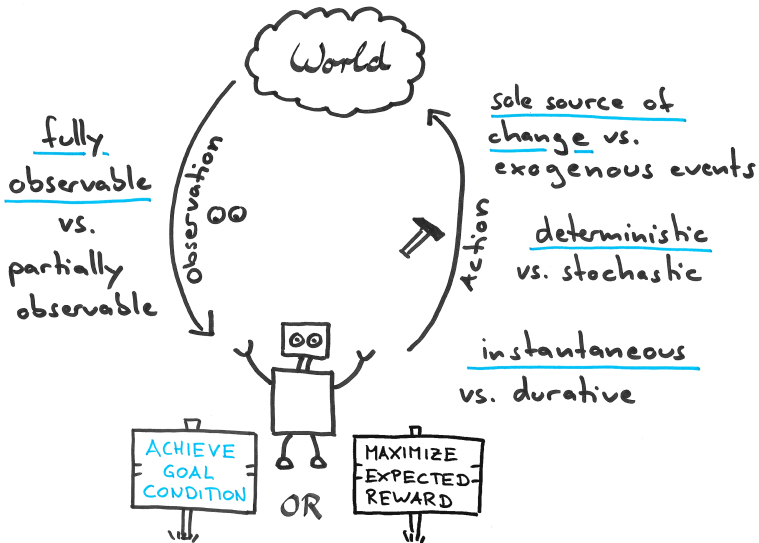 World
fully
observable
vs.
partially
observable
Observation
Action
sole source of
change vs.
exogenous events
deterministic
vs. stochastic
instantaneous
vs. durative
ACHIEVE
GOAL
CONDITION
OR
MAXIMIZE
EXPECTED
REWARD